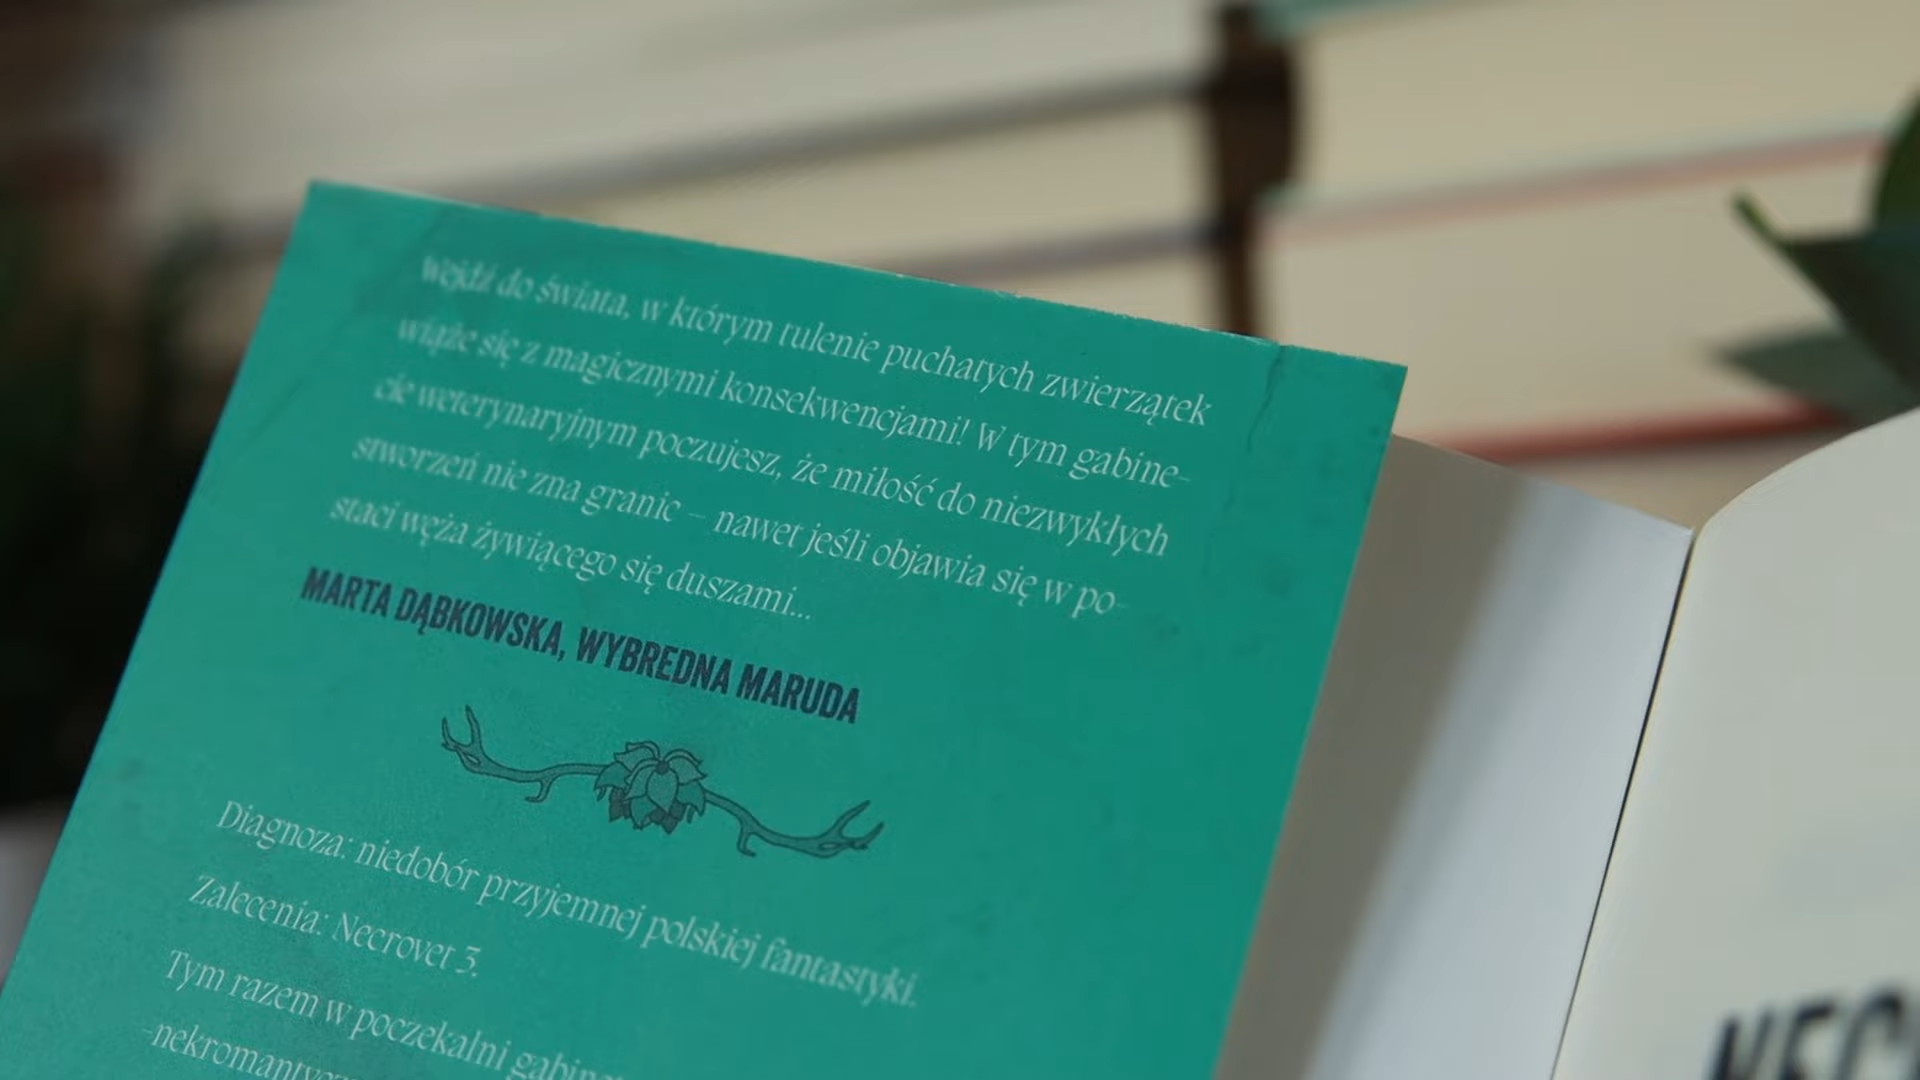 wejdź do świata, w którym tulenie puchatych zwierzątek
wiąże się z magicznymi konsekwencjami! W tym gabine-
cie weterynaryjnym poczujesz, że miłość do niezwykłych
stworzeń nie zna granic – nawet jeśli objawia się w po-
staci węża żywiącego się duszami...
MARTA DĄBKOWSKA, WYBREDNA MARUDA
Diagnoza: niedobór przyjemnej polskiej fantastyki.
Zalecenia: Necrovet 3.
Tym razem w poczekalni